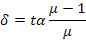 δ = tα (μ − 1)/μ